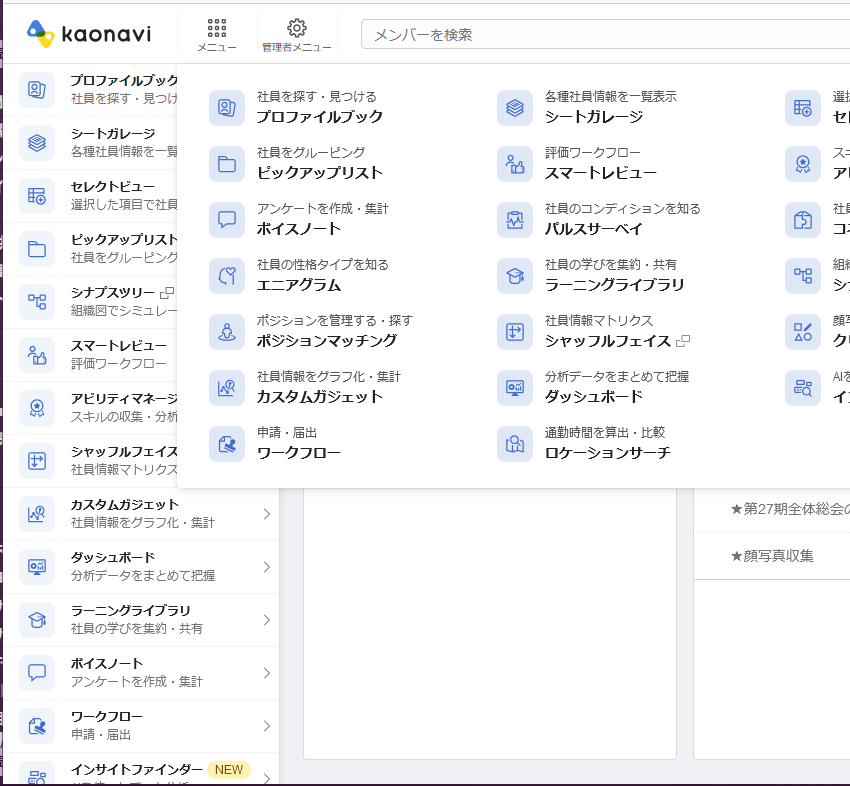 kaonavi
メニュー
管理者メニュー
メンバーを検索
プロファイルブック
社員を探す・見つけ
シートガレージ
各種社員情報を一覧
セレクトビュー
選択した項目で社員
ピックアップリスト
社員をグルーピング
シナプスツリー
組織図でシミュレー
スマートレビュー
評価ワークフロー
アビリティマネージ
スキルの収集・分析
シャッフルフェイス
社員情報マトリクス
カスタムガジェット
社員情報をグラフ化・集計
ダッシュボード
分析データをまとめて把握
ラーニングライブラリ
社員の学びを集約・共有
ボイスノート
アンケートを作成・集計
ワークフロー
申請・届出
インサイトファインダー NEW
社員を探す・見つける
プロファイルブック
社員をグルーピング
ピックアップリスト
アンケートを作成・集計
ボイスノート
社員の性格タイプを知る
エニアグラム
ポジションを管理する・探す
ポジションマッチング
社員情報をグラフ化・集計
カスタムガジェット
申請・届出
ワークフロー
各種社員情報を一覧表示
シートガレージ
評価ワークフロー
スマートレビュー
社員のコンディションを知る
パルスサーベイ
社員の学びを集約・共有
ラーニングライブラリ
社員情報マトリクス
シャッフルフェイス
分析データをまとめて把握
ダッシュボード
通勤時間を算出・比較
ロケーションサーチ
選
セ
スキ
アビ
社員
コネ
組織
シナ
顔写
クリ
AIを
イン
★第27期全体総会の
★顔写真収集